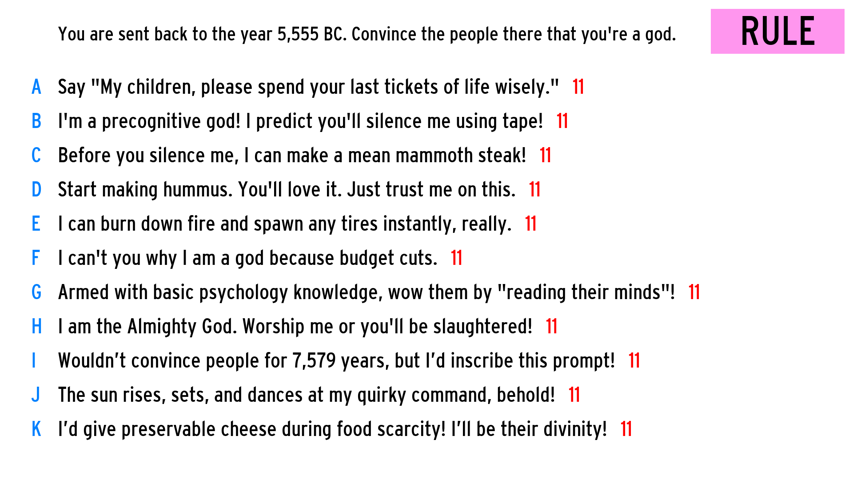 You are sent back to the year 5,555 BC. Convince the people there that you're a god.
RULE
A Say "My children, please spend your last tickets of life wisely." 11
B I'm a precognitive god! I predict you'll silence me using tape! 11
C Before you silence me, I can make a mean mammoth steak! 11
D Start making hummus. You'll love it. Just trust me on this. 11
E I can burn down fire and spawn any tires instantly, really. 11
F I can't you why I am a god because budget cuts. 11
G Armed with basic psychology knowledge, wow them by "reading their minds"! 11
H I am the Almighty God. Worship me or you'll be slaughtered! 11
I Wouldn’t convince people for 7,579 years, but I’d inscribe this prompt! 11
J The sun rises, sets, and dances at my quirky command, behold! 11
K I’d give preservable cheese during food scarcity! I’ll be their divinity! 11